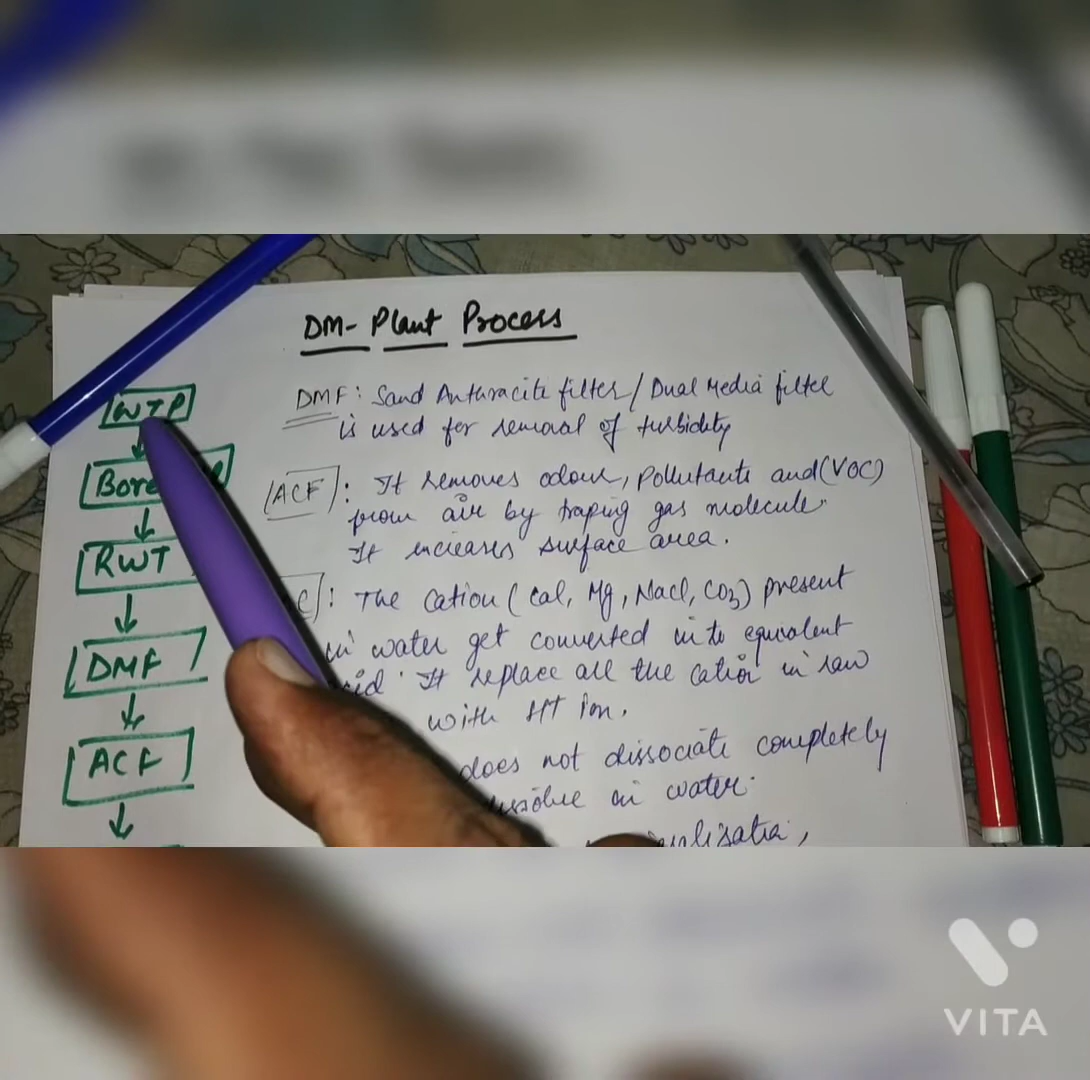 DM- Plant Process
WTP
Bore
RWT
DMF
ACF
DMF: Sand Anthracite filter / Dual Media filter
is used for removal of turbidity
ACF: It removes odour, pollutants and (VOC)
from air by traping gas molecule.
It increases surface area.
The cation (cal, Mg, Nacl, CO3) present
in water get converted into equivalent
It replace all the cation in raw
with H+ ion.
does not dissociate completely
in water.
VITA